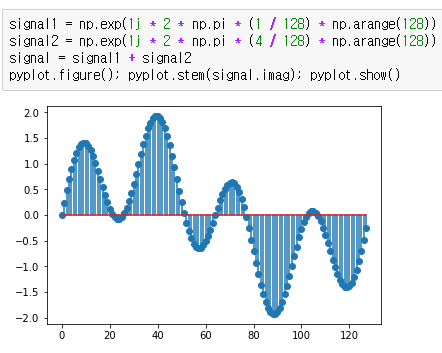 signal1 = np.exp(1j * 2 * np.pi * (1 / 128) * np.arange(128))
signal2 = np.exp(1j * 2 * np.pi * (4 / 128) * np.arange(128))
signal = signal1 + signal2
pyplot.figure(); pyplot.stem(signal.imag); pyplot.show()
2.0
1.5
1.0
0.5
0.0
−0.5
−1.0
−1.5
−2.0
0 20 40 60 80 100 120